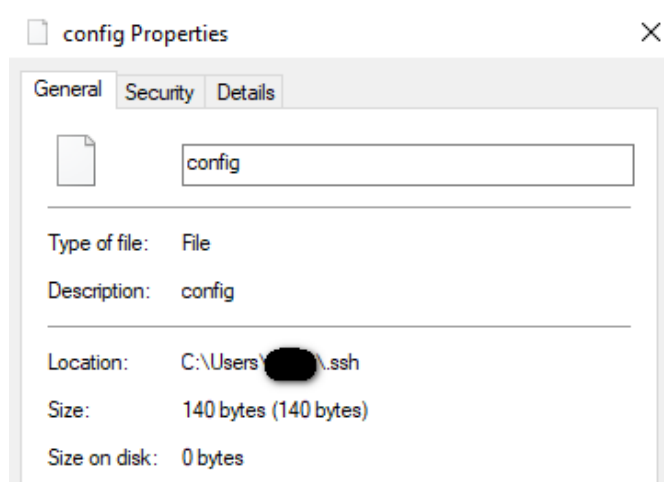 config Properties
General Security Details
config
Type of file: File
Description: config
Location: C:\Users\ \.ssh
Size: 140 bytes (140 bytes)
Size on disk: 0 bytes